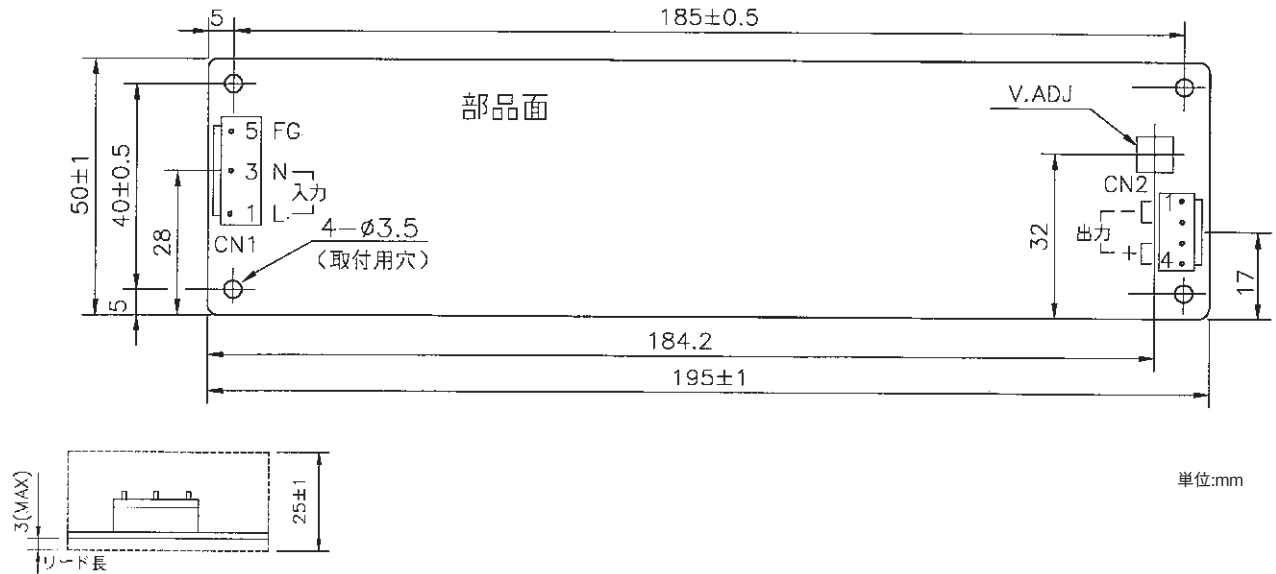 5
185±0.5
部品面
V.ADJ
5 FG
3 N
入力
1 L
CN1
4-Ø3.5
(取付用穴)
50±1
40±0.5
28
5
CN2
1
出力
-
+
4
32
17
184.2
195±1
3(MAX)
リード長
25±1
単位:mm